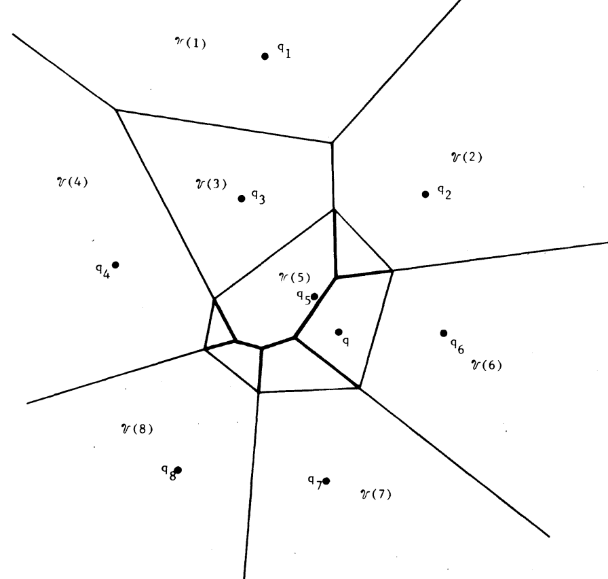 𝒱(1)
q₁
𝒱(2)
q₂
𝒱(4)
𝒱(3)
q₃
q₄
𝒱(5)
q₅
q
q₆
𝒱(6)
𝒱(8)
q₈
q₇
𝒱(7)